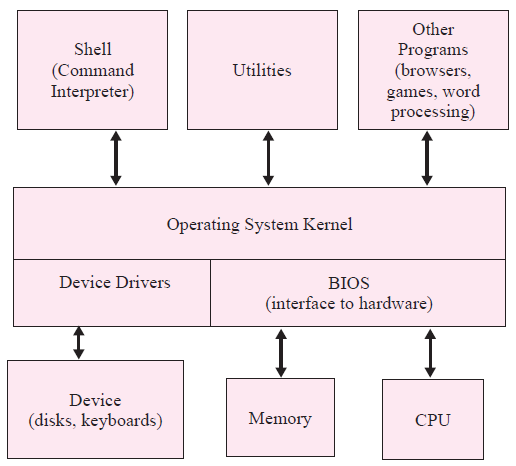 Shell
(Command
Interpreter)
Utilities
Other
Programs
(browsers,
games, word
processing)
Operating System Kernel
Device Drivers
BIOS
(interface to hardware)
Device
(disks, keyboards)
Memory
CPU